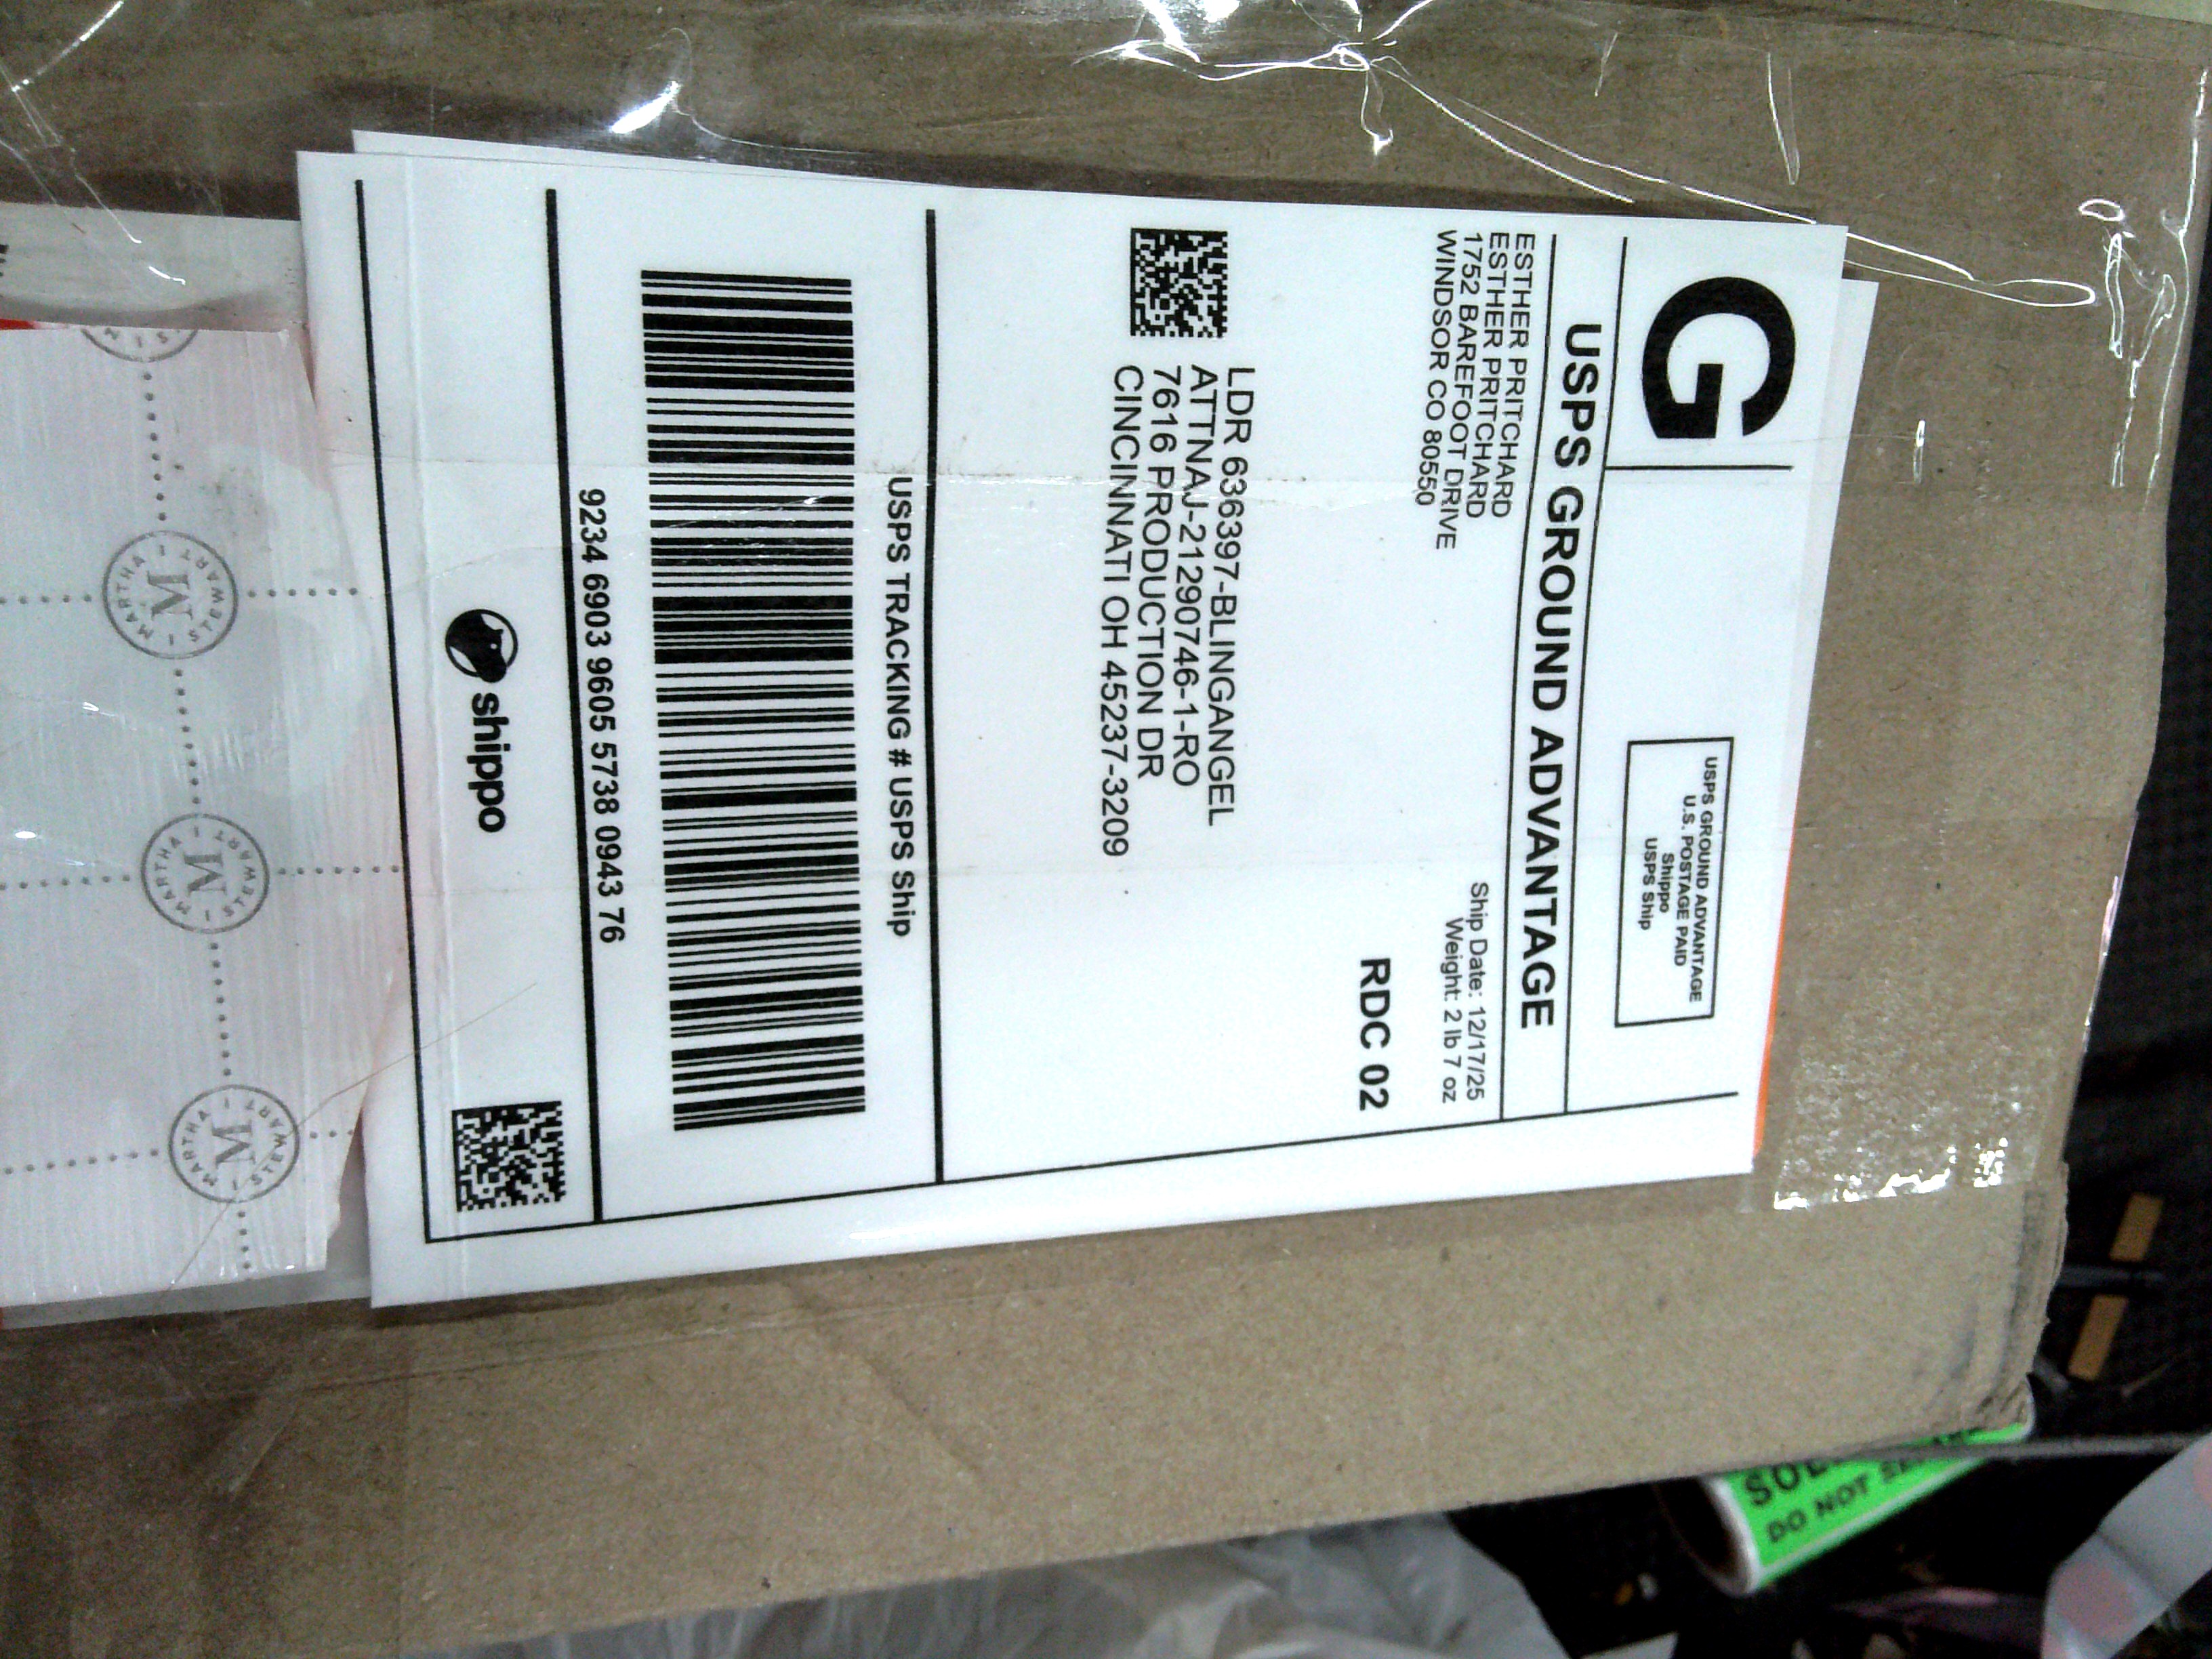 G
USPS GROUND ADVANTAGE
U.S. POSTAGE PAID
Shippo
USPS Ship
USPS GROUND ADVANTAGE
ESTHER PRITCHARD
ESTHER PRITCHARD
1752 BAREFOOT DRIVE
WINDSOR CO 80550
Ship Date: 12/17/25
Weight: 2 lb 7 oz
RDC 02
LDR 636397-BLINGANGEL
ATTNAJ-21290746-1-RO
7616 PRODUCTION DR
CINCINNATI OH 45237-3209
USPS TRACKING # USPS Ship
9234 6903 9605 5738 0943 76
shippo
MARTHA STEWART
M
MARTHA STEWART
M
MARTHA STEWART
M
DO NOT